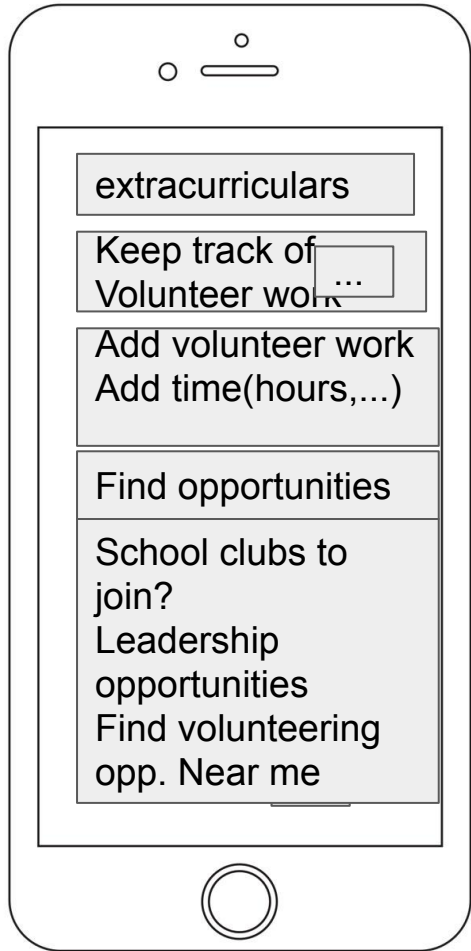 extracurriculars
Keep track of
Volunteer work
...
Add volunteer work
Add time(hours,...)
Find opportunities
School clubs to
join?
Leadership
opportunities
Find volunteering
opp. Near me